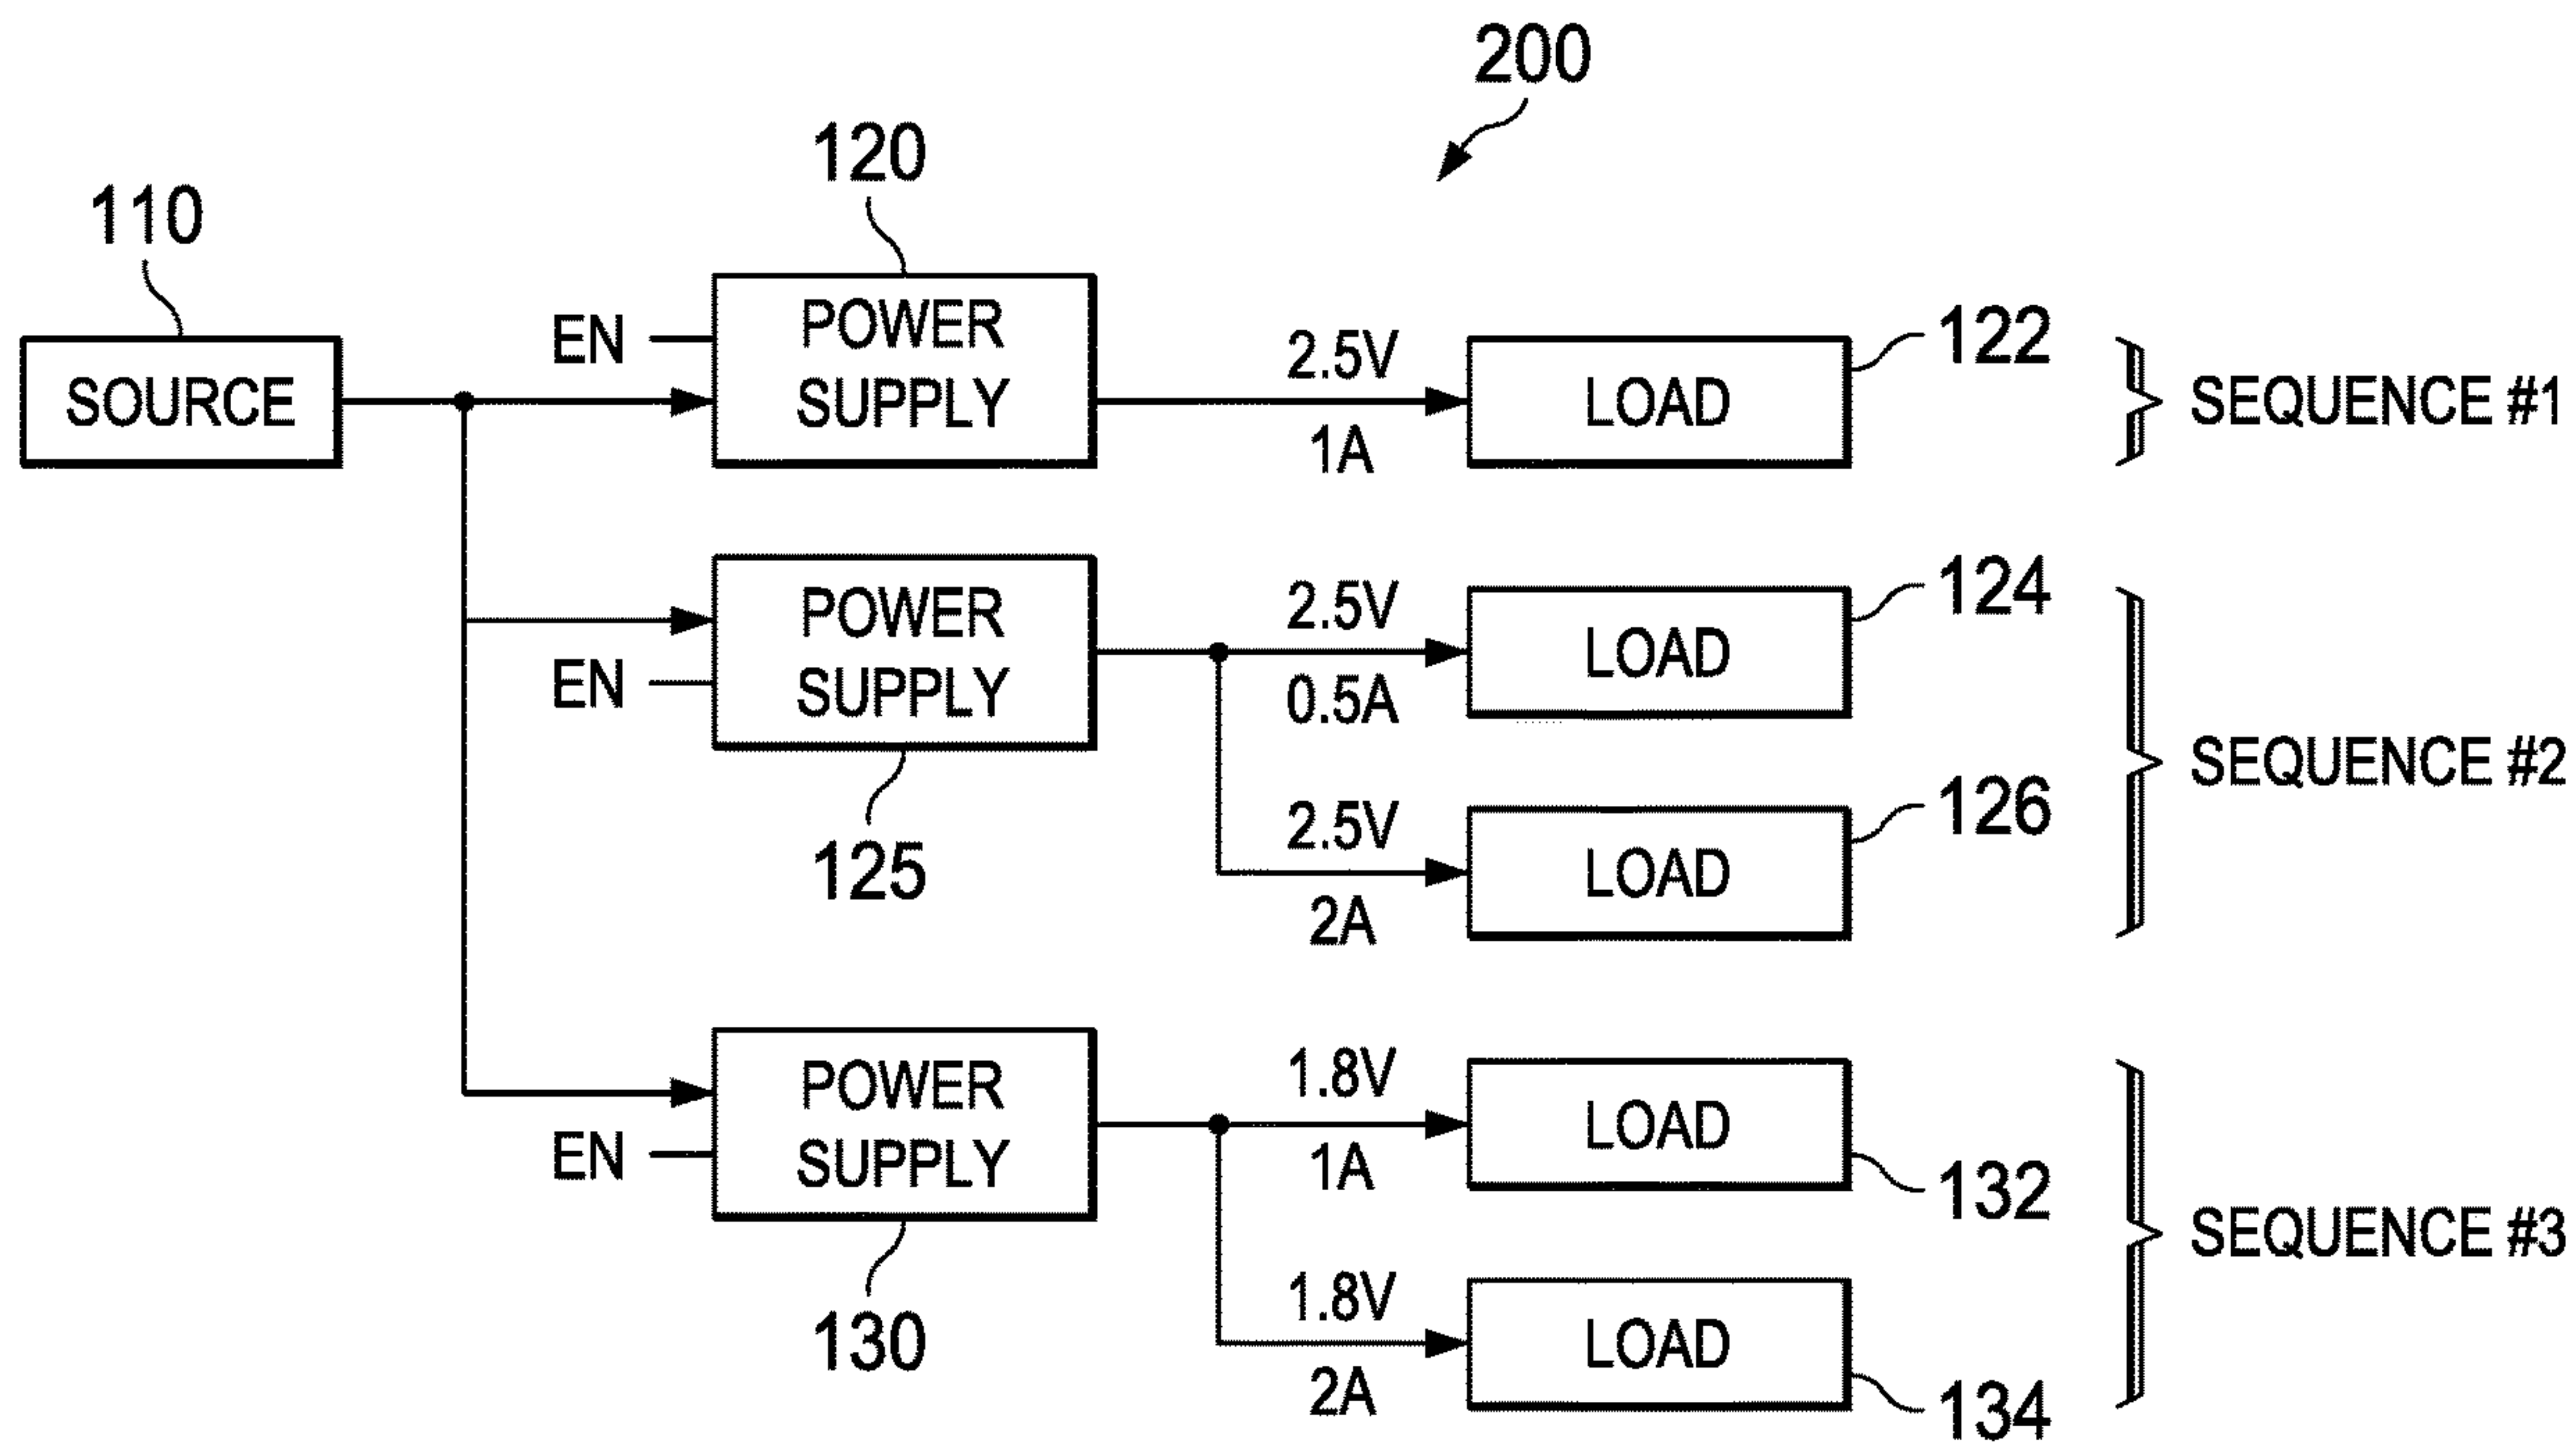 200
120
110
EN
POWER
SUPPLY
SOURCE
2.5V
1A
LOAD
122
SEQUENCE #1
POWER
SUPPLY
EN
125
2.5V
0.5A
LOAD
124
2.5V
2A
LOAD
126
SEQUENCE #2
POWER
SUPPLY
EN
130
1.8V
1A
LOAD
132
1.8V
2A
LOAD
134
SEQUENCE #3